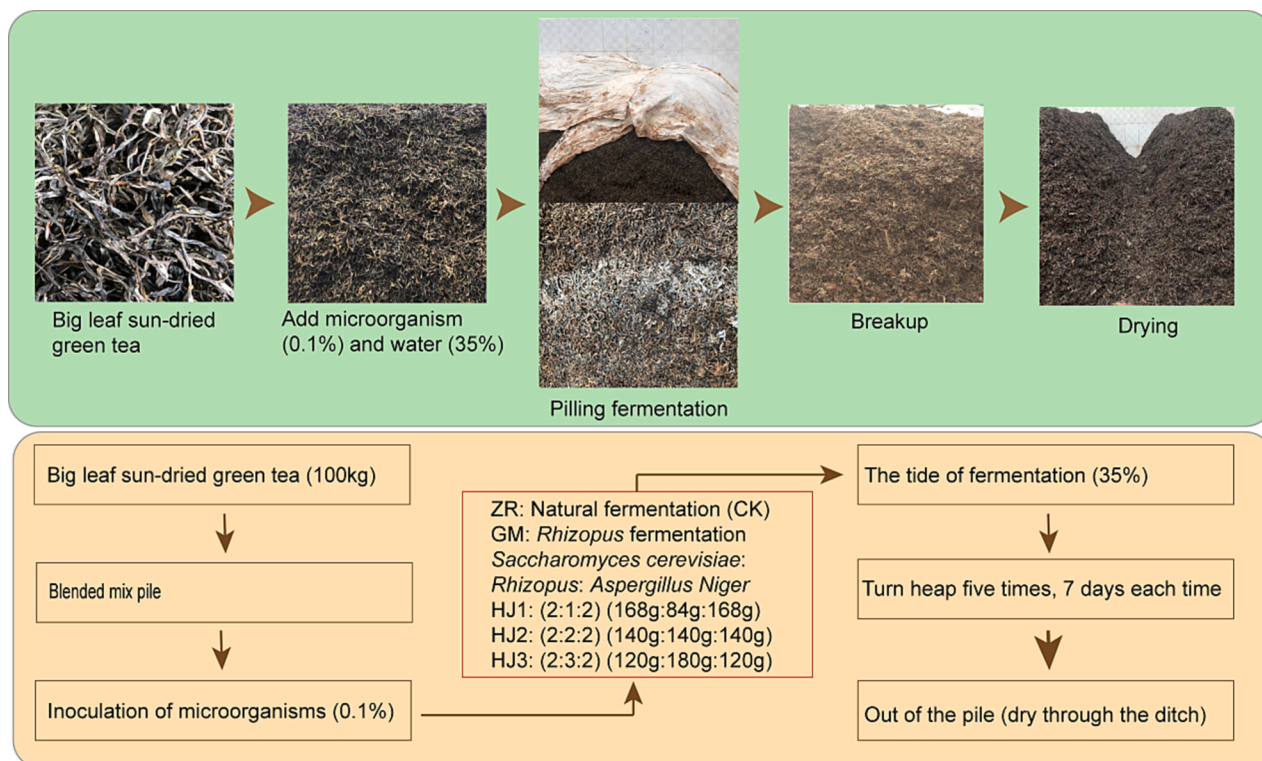 Big leaf sun-dried
green tea
Add microorganism
(0.1%) and water (35%)
Pilling fermentation
Breakup
Drying
Big leaf sun-dried green tea (100kg)
Blended mix pile
Inoculation of microorganisms (0.1%)
ZR: Natural fermentation (CK)
GM: Rhizopus fermentation
Saccharomyces cerevisiae:
Rhizopus: Aspergillus Niger
HJ1: (2:1:2) (168g:84g:168g)
HJ2: (2:2:2) (140g:140g:140g)
HJ3: (2:3:2) (120g:180g:120g)
The tide of fermentation (35%)
Turn heap five times, 7 days each time
Out of the pile (dry through the ditch)